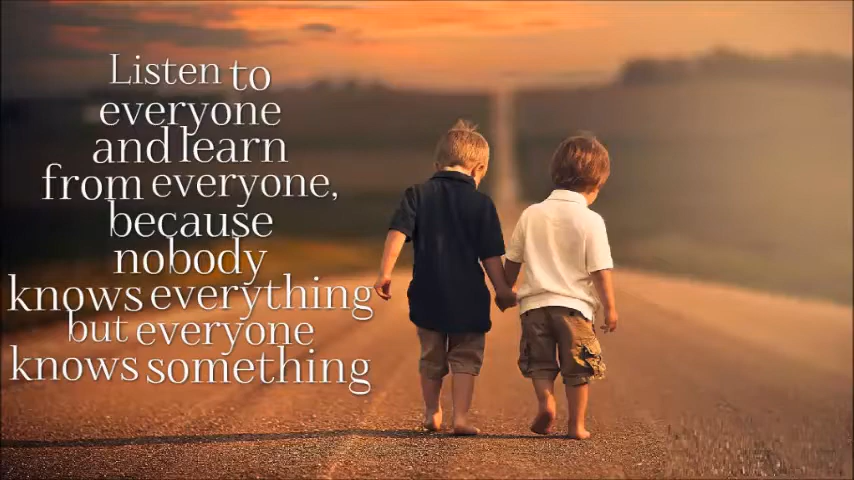 Listen to
everyone
and learn
from everyone,
because
nobody
knows everything
but everyone
knows something